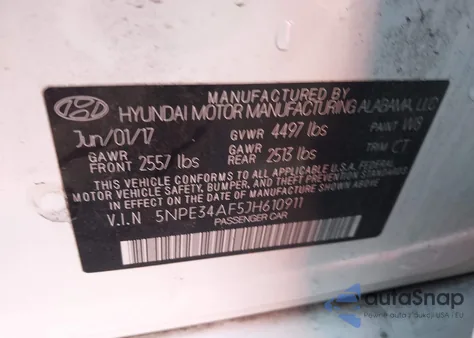 MANUFACTURED BY
HYUNDAI MOTOR MANUFACTURING ALABAMA, LLC
Jun/01/17 GVWR 4497 lbs PAINT W8
GAWR FRONT 2557 lbs GAWR REAR 2513 lbs TRIM CT
THIS VEHICLE CONFORMS TO ALL APPLICABLE U.S.A. FEDERAL
MOTOR VEHICLE SAFETY, BUMPER, AND THEFT PREVENTION STANDARDS
IN EFFECT ON THE DATE OF MANUFACTURE SHOWN ABOVE.
V.I.N 5NPE34AF5JH610911
PASSENGER CAR
autaSnap